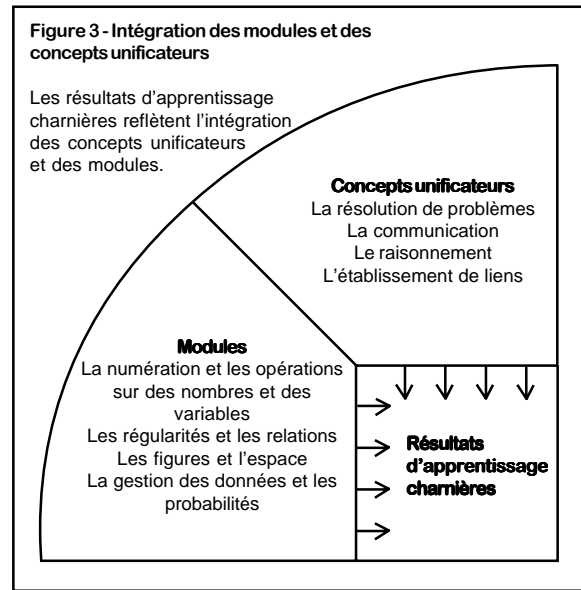 Figure 3 - Intégration des modules et des
concepts unificateurs
Les résultats d'apprentissage
charnières reflètent l'intégration
des concepts unificateurs
et des modules.
Concepts unificateurs
La résolution de problèmes
La communication
Le raisonnement
L'établissement de liens
Modules
La numération et les opérations
sur des nombres et des
variables
Les régularités et les relations
Les figures et l'espace
La gestion des données et les
probabilités
Résultats
d'apprentissage
charnières